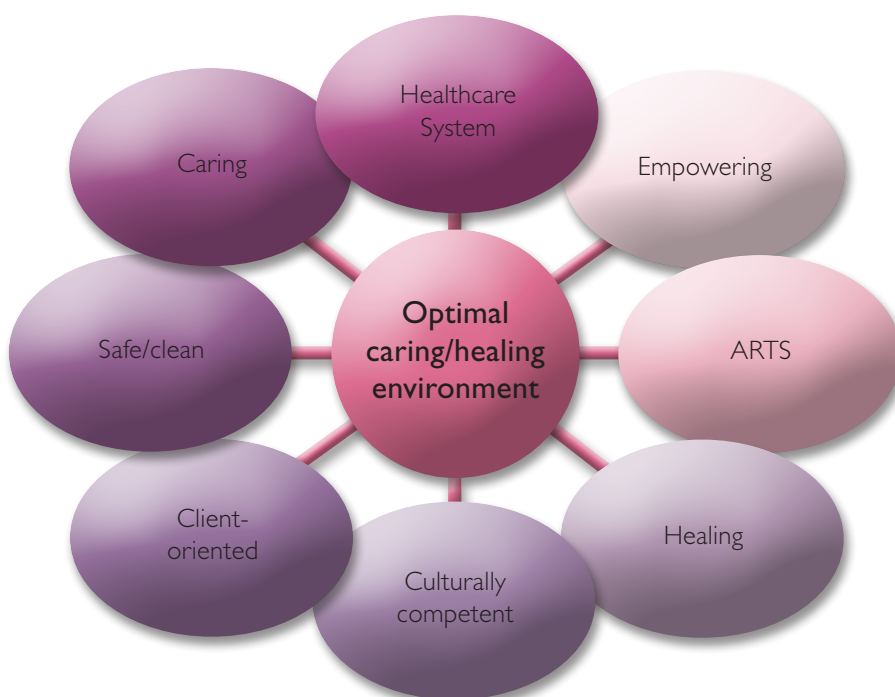 Healthcare
System
Caring
Empowering
Optimal
caring/healing
environment
Safe/clean
ARTS
Client-
oriented
Healing
Culturally
competent